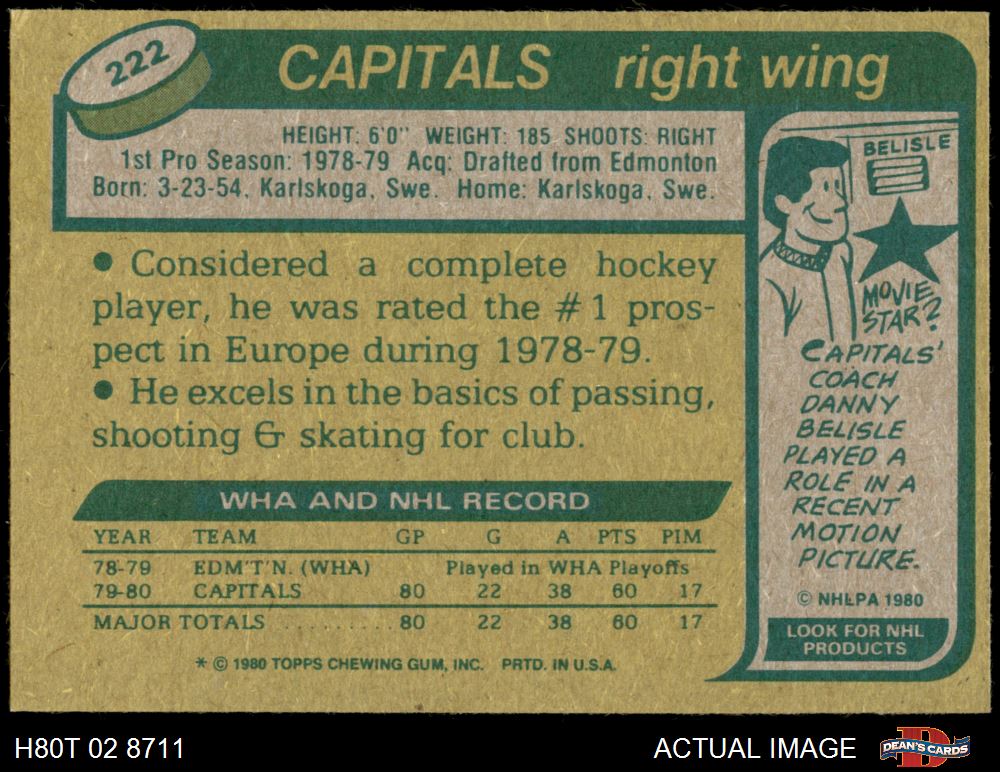 222
CAPITALS right wing
HEIGHT: 6'0" WEIGHT: 185 SHOOTS: RIGHT
1st Pro Season: 1978-79 Acq: Drafted from Edmonton
Born: 3-23-54, Karlskoga, Swe. Home: Karlskoga, Swe.
● Considered a complete hockey
player, he was rated the #1 pros-
pect in Europe during 1978-79.
● He excels in the basics of passing,
shooting & skating for club.
WHA AND NHL RECORD
YEAR TEAM GP G A PTS PIM
78-79 EDM'T'N. (WHA) Played in WHA Playoffs
79-80 CAPITALS 80 22 38 60 17
MAJOR TOTALS .......... 80 22 38 60 17
* © 1980 TOPPS CHEWING GUM, INC. PRTD. IN U.S.A.
BELISLE
MOVIE
STAR?
CAPITALS'
COACH
DANNY
BELISLE
PLAYED A
ROLE IN A
RECENT
MOTION
PICTURE.
© NHLPA 1980
LOOK FOR NHL
PRODUCTS
H80T 02 8711 ACTUAL IMAGE
D
DEAN'S CARDS